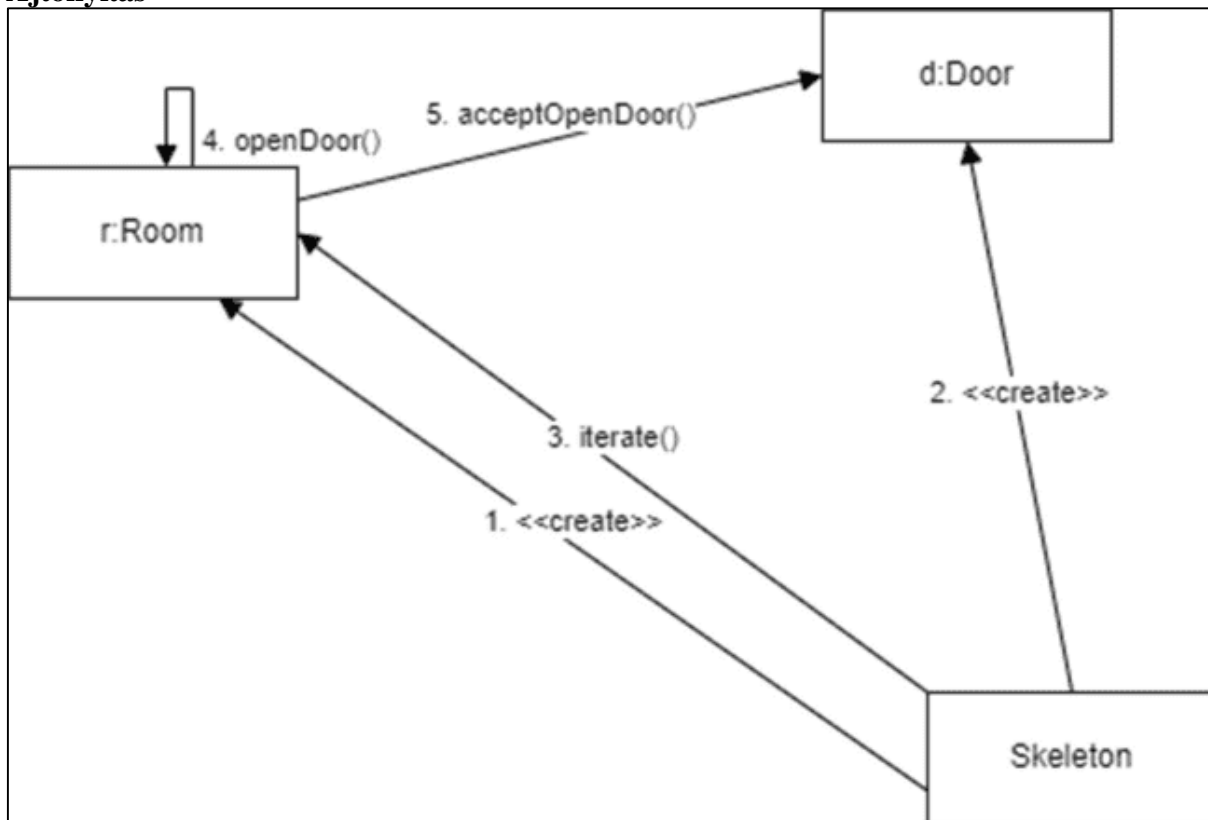 d:Door
5. acceptOpenDoor()
4. openDoor()
r:Room
2. <<create>>
3. iterate()
1. <<create>>
Skeleton